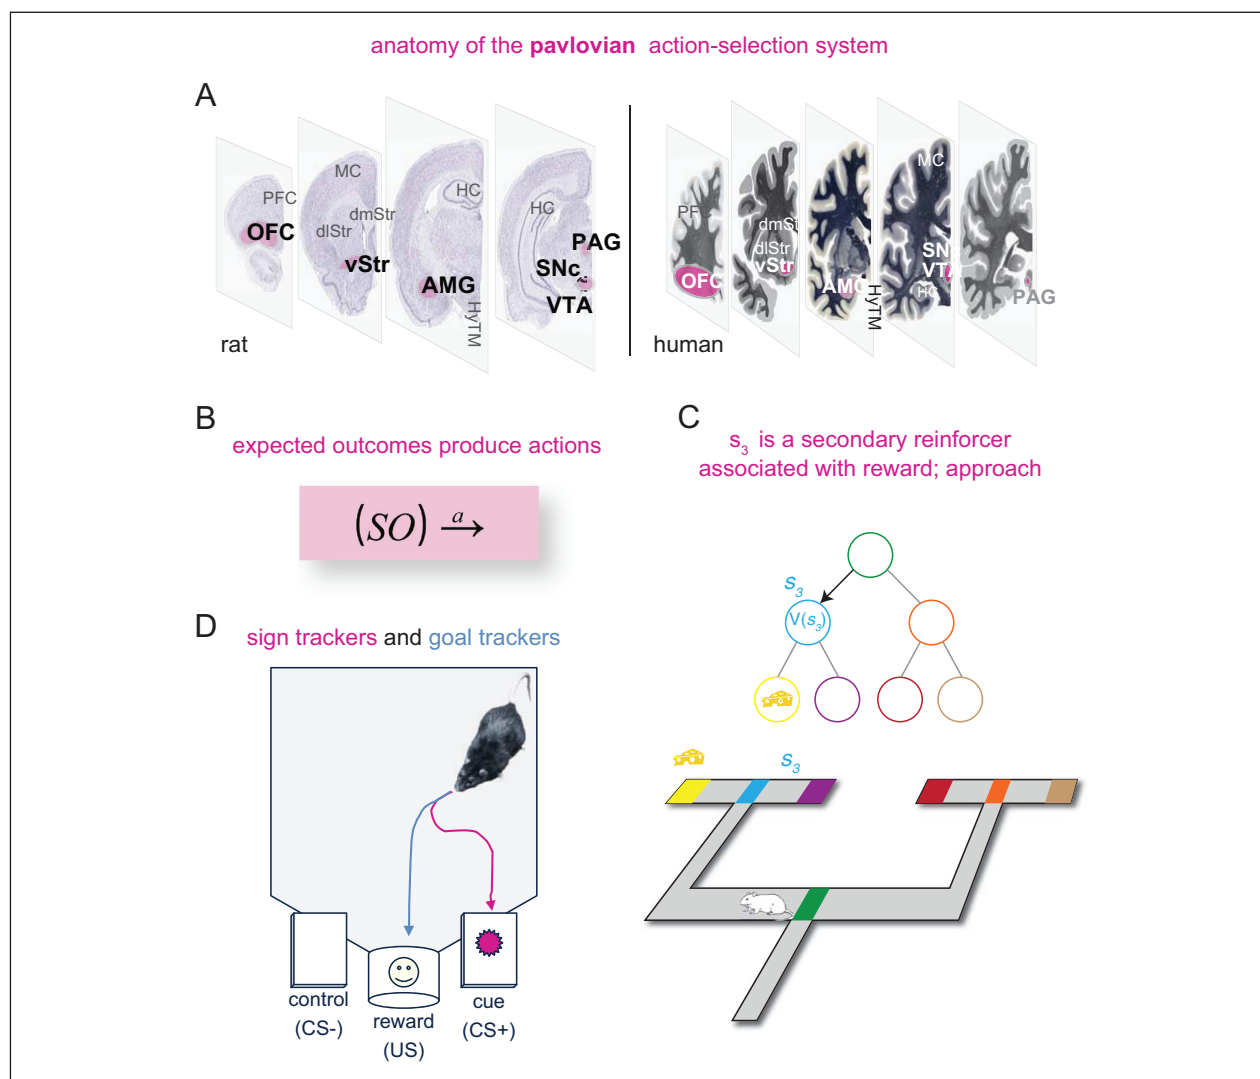 anatomy of the pavlovian action-selection system
A
PFC
OFC
MC
dmStr
dlStr
vStr
HC
AMG
HyTM
HC
PAG
SNc
VTA
rat
PFC
OFC
dmSt
dlStr
vStr
AMG
HyTM
MC
SNc
VTA
HC
PAG
human
B
expected outcomes produce actions
(SO) a →
C
s3 is a secondary reinforcer
associated with reward; approach
s3
V(s3)
s3
D
sign trackers and goal trackers
control
(CS-)
reward
(US)
cue
(CS+)